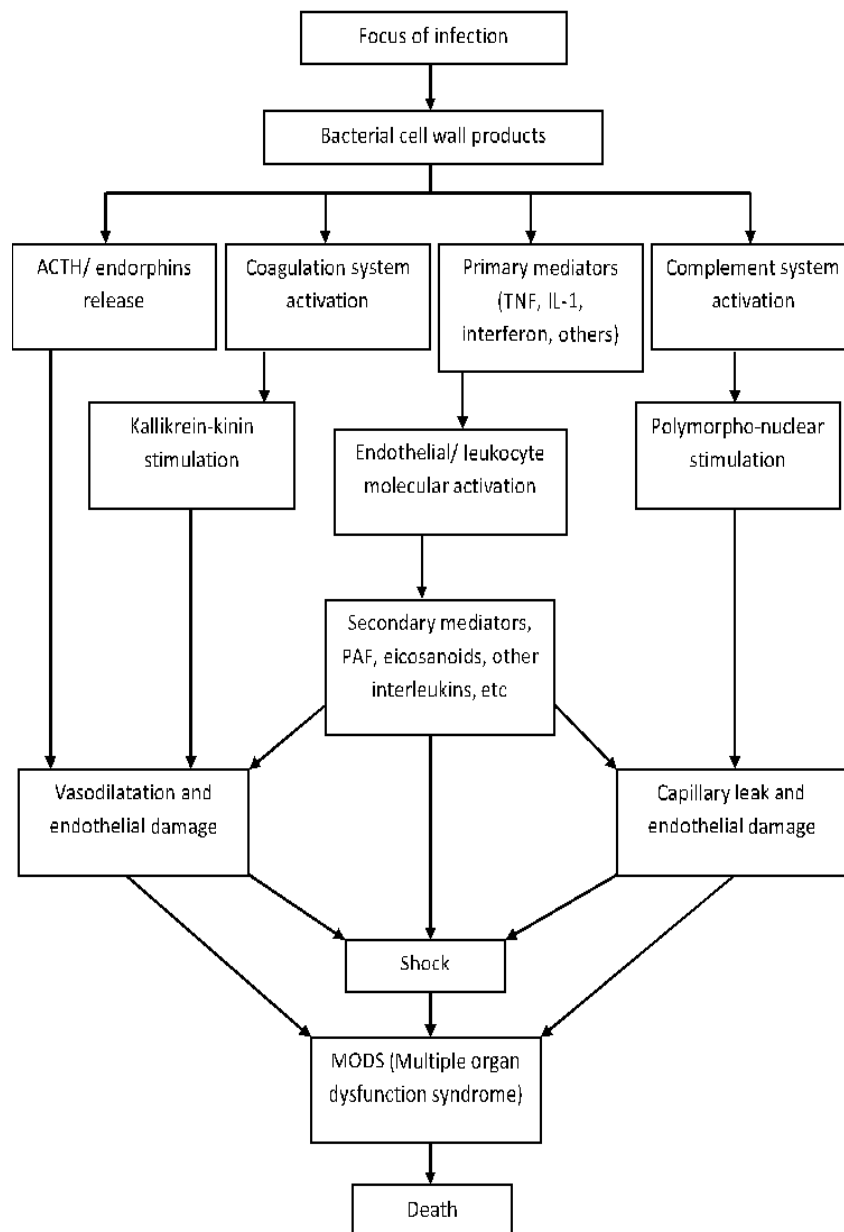 Focus of infection
Bacterial cell wall products
ACTH/ endorphins
release
Coagulation system
activation
Primary mediators
(TNF, IL-1,
interferon, others)
Complement system
activation
Kallikrein-kinin
stimulation
Endothelial/ leukocyte
molecular activation
Polymorpho-nuclear
stimulation
Secondary mediators,
PAF, eicosanoids, other
interleukins, etc
Vasodilatation and
endothelial damage
Capillary leak and
endothelial damage
Shock
MODS (Multiple organ
dysfunction syndrome)
Death